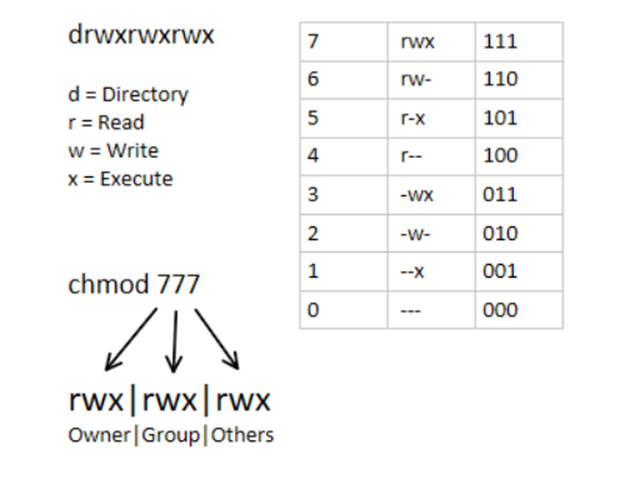 drwxrwxrwx
d = Directory
r = Read
w = Write
x = Execute
chmod 777
rwx|rwx|rwx
Owner|Group|Others
7 rwx 111
6 rw- 110
5 r-x 101
4 r-- 100
3 -wx 011
2 -w- 010
1 --x 001
0 --- 000